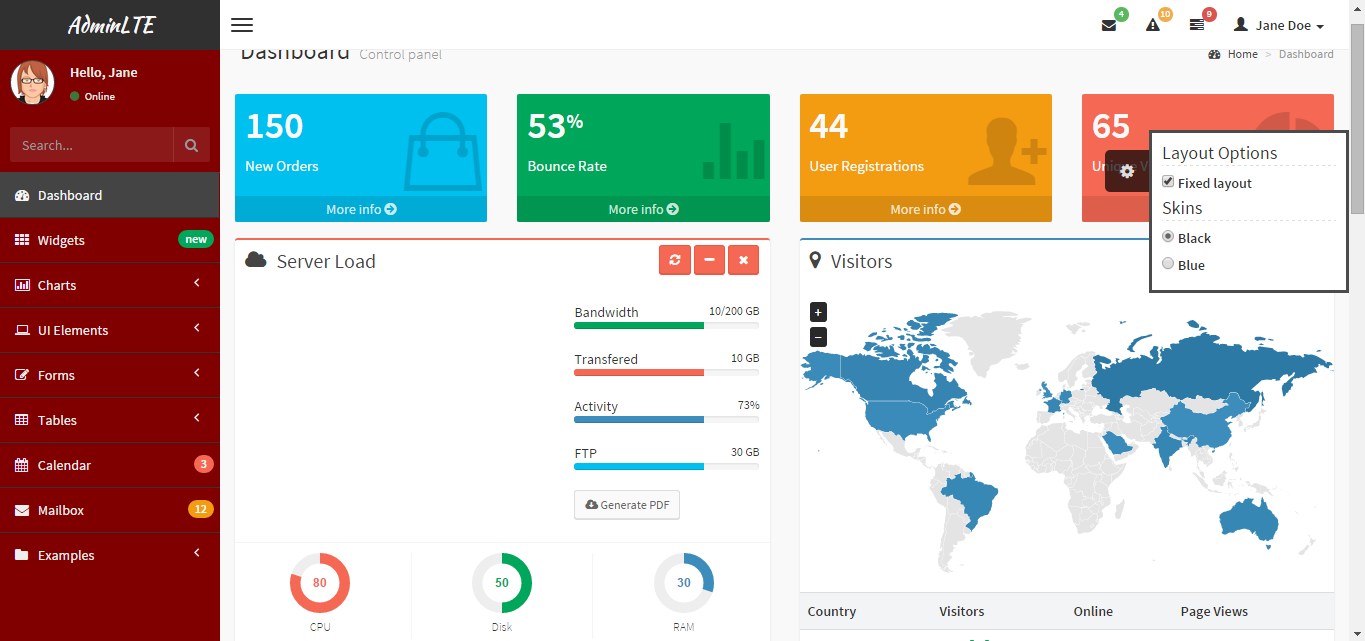 AdminLTE
4
10
9
Jane Doe
Hello, Jane
Online
Search...
Dashboard
Widgets new
Charts
UI Elements
Forms
Tables
Calendar 3
Mailbox 12
Examples
Dashboard Control panel
Home > Dashboard
150
New Orders
More info
53%
Bounce Rate
More info
44
User Registrations
More info
65
Layout Options
Fixed layout
Skins
Black
Blue
Server Load
Bandwidth 10/200 GB
Transfered 10 GB
Activity 73%
FTP 30 GB
Generate PDF
80
CPU
50
Disk
30
RAM
Visitors
+
−
Country Visitors Online Page Views